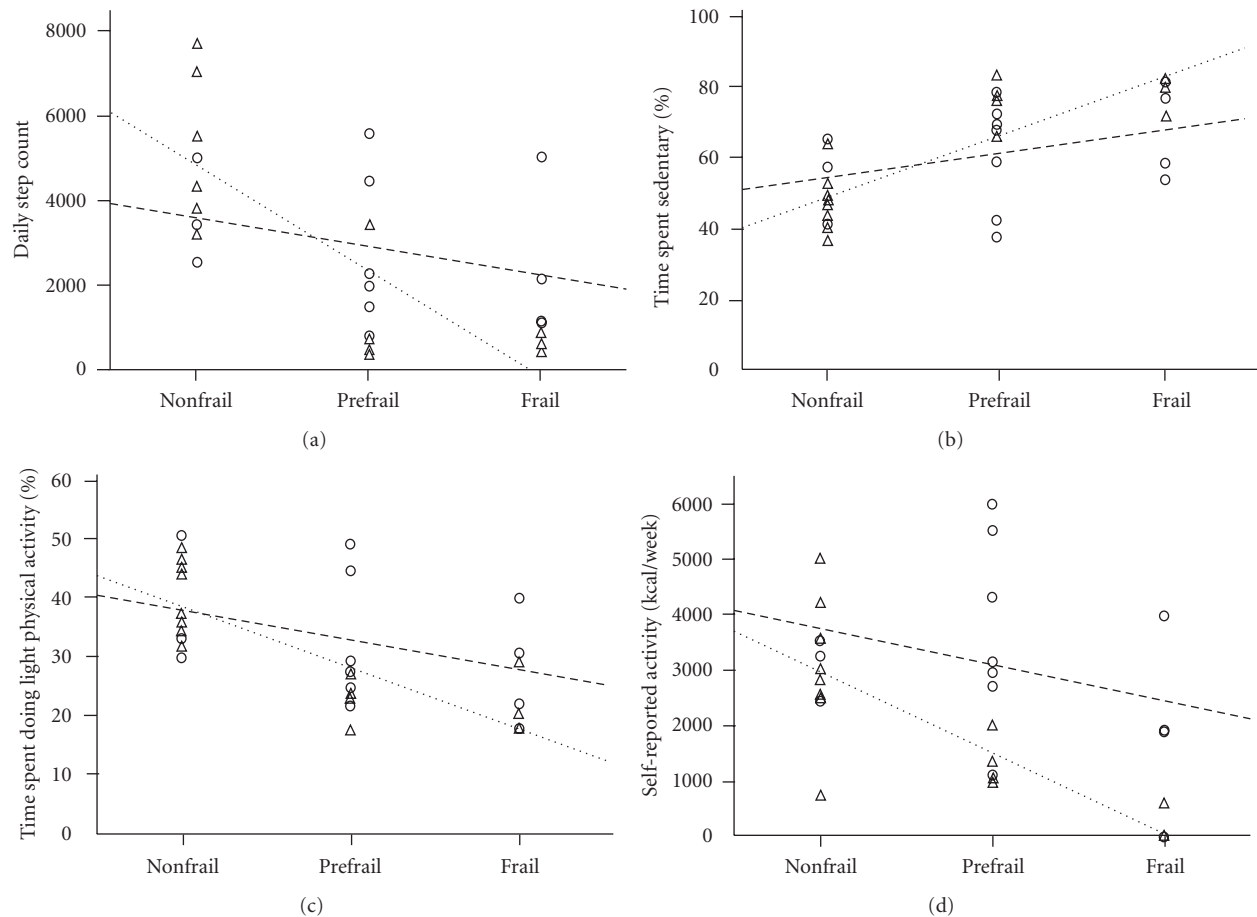 Daily step count
8000
6000
4000
2000
0
Nonfrail Prefrail Frail
(a)
Time spent sedentary (%)
100
80
60
40
20
0
Nonfrail Prefrail Frail
(b)
Time spent doing light physical activity (%)
60
50
40
30
20
10
0
Nonfrail Prefrail Frail
(c)
Self-reported activity (kcal/week)
6000
5000
4000
3000
2000
1000
0
Nonfrail Prefrail Frail
(d)